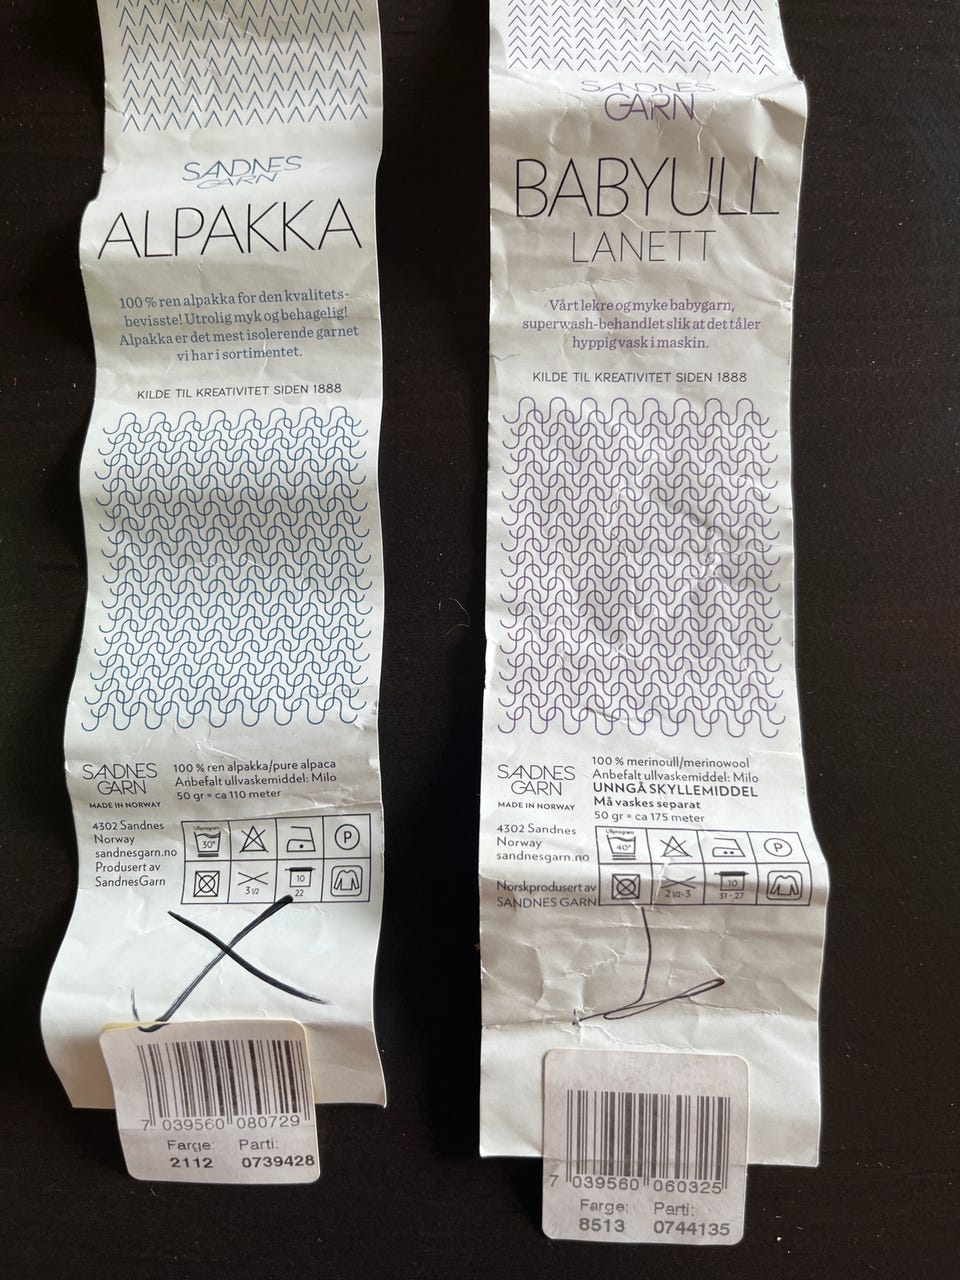 SANDNES
GARN
ALPAKKA
100 % ren alpakka for den kvalitets-
bevisste! Utrolig myk og behagelig!
Alpakka er det mest isolerende garnet
vi har i sortimentet.
KILDE TIL KREATIVITET SIDEN 1888
SANDNES
GARN
MADE IN NORWAY
100 % ren alpakka/pure alpaca
Anbefalt ullvaskemiddel: Milo
50 gr = ca 110 meter
4302 Sandnes
Norway
sandnesgarn.no
Produsert av
SandnesGarn
Ullprogram
30°
P
3 1/2
10
22
7 039560 080729
Farge: Parti:
2112 0739428
SANDNES
GARN
BABYULL
LANETT
Vårt lekre og myke babygarn,
superwash-behandlet slik at det tåler
hyppig vask i maskin.
KILDE TIL KREATIVITET SIDEN 1888
SANDNES
GARN
MADE IN NORWAY
100 % merinoull/merinowool
Anbefalt ullvaskemiddel: Milo
UNNGÅ SKYLLEMIDDEL
Må vaskes separat
50 gr = ca 175 meter
4302 Sandnes
Norway
sandnesgarn.no
Norskprodusert av
SANDNES GARN
Ullprogram
40°
P
2 1/2-3
10
31-27
7 039560 060325
Farge: Parti:
8513 0744135